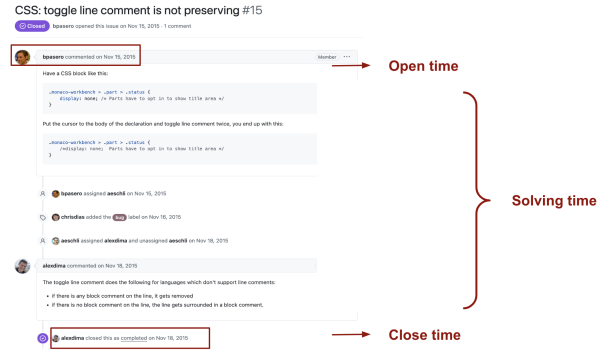 CSS: toggle line comment is not preserving #15
Closed bpasero opened this issue on Nov 15, 2015 · 1 comment
bpasero commented on Nov 15, 2015 Member ···
Open time
Have a CSS block like this:
.monaco-workbench > .part > .status {
display: none; /* Parts have to opt in to show title area */
}
Put the cursor to the body of the declaration and toggle line comment twice, you end up with this:
.monaco-workbench > .part > .status {
/*display: none;  Parts have to opt in to show title area */
}
Solving time
bpasero assigned aeschli on Nov 15, 2015
chrisdias added the bug label on Nov 16, 2015
aeschli assigned alexdima and unassigned aeschli on Nov 18, 2015
alexdima commented on Nov 18, 2015
The toggle line comment does the following for languages which don't support line comments:
• if there is any block comment on the line, it gets removed
• if there is no block comment on the line, the line gets surrounded in a block comment.
alexdima closed this as completed on Nov 18, 2015
Close time